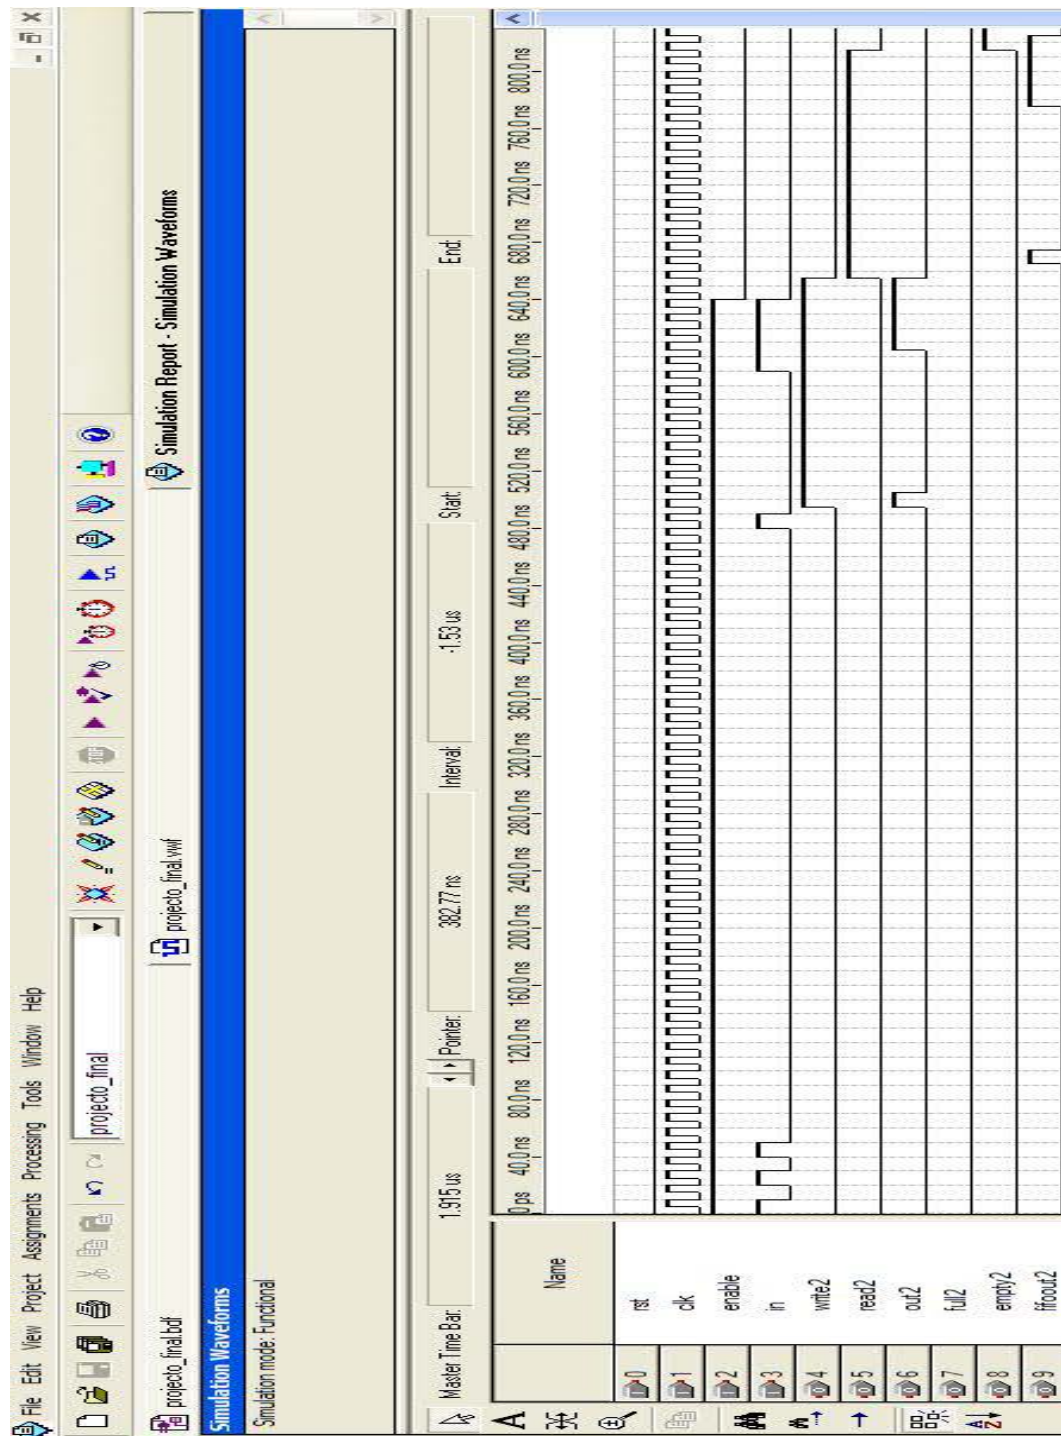 File Edit View Project Assignments Processing Tools Window Help
projecto_final
projecto_final.bdf
projecto_final.vwf
Simulation Report - Simulation Waveforms
Simulation Waveforms
Simulation mode: Functional
Master Time Bar: 1.915 us Pointer: 382.77 ns Interval: -1.53 us Start: End:
Name
0 ps 40.0 ns 80.0 ns 120.0 ns 160.0 ns 200.0 ns 240.0 ns 280.0 ns 320.0 ns 360.0 ns 400.0 ns 440.0 ns 480.0 ns 520.0 ns 560.0 ns 600.0 ns 640.0 ns 680.0 ns 720.0 ns 760.0 ns 800.0 ns
0 rst
1 clk
2 enable
3 in
4 write2
5 read2
6 out2
7 full2
8 empty2
9 fifoout2